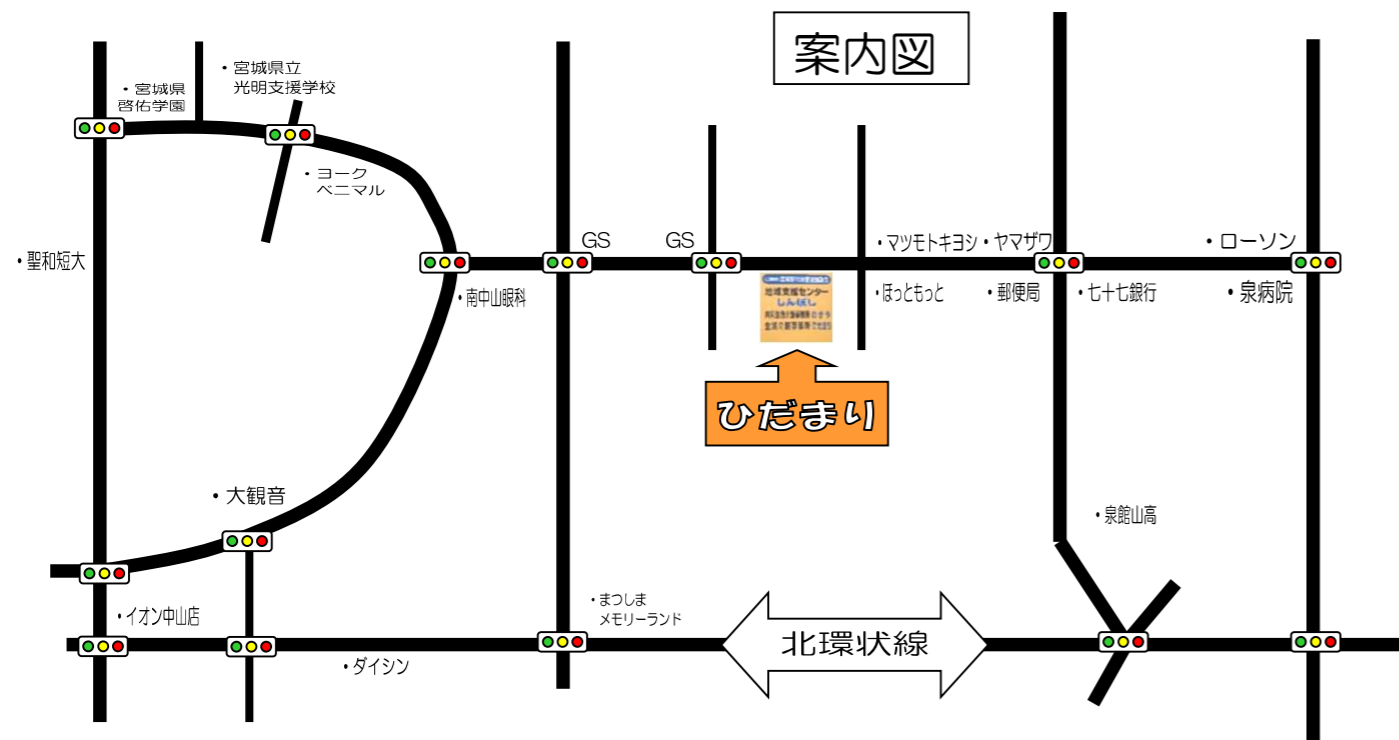 案内図
・宮城県立
光明支援学校
・宮城県
啓佑学園
・ヨーク
ベニマル
・聖和短大
GS
GS
・マツモトキヨシ
・ヤマザワ
・ローソン
・南中山眼科
地域支援センター
・ほっともっと
・郵便局
・七十七銀行
・泉病院
ひだまり
・大観音
・泉館山高
・イオン中山店
・まつしま
メモリーランド
北環状線
・ダイシン